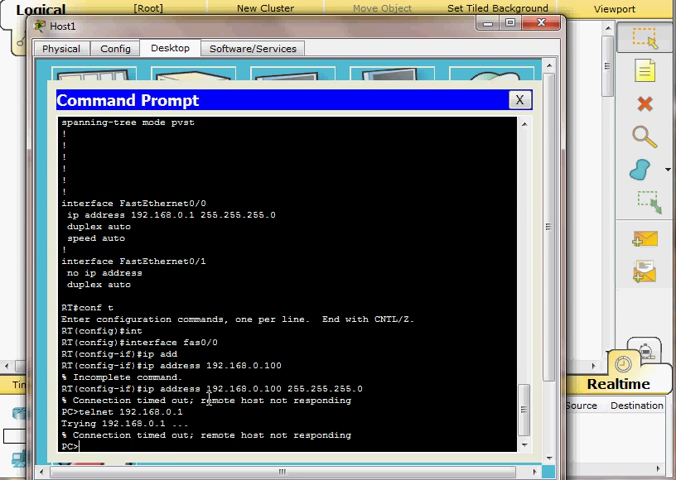 Logical
[Root]
New Cluster
Move Object
Set Tiled Background
Viewport
Host1
Physical
Config
Desktop
Software/Services
Command Prompt
X
spanning-tree mode pvst
!
!
!
!
!
!
interface FastEthernet0/0
ip address 192.168.0.1 255.255.255.0
duplex auto
speed auto
!
interface FastEthernet0/1
no ip address
duplex auto
RT#conf t
Enter configuration commands, one per line. End with CNTL/Z.
RT(config)#int
RT(config)#interface fas0/0
RT(config-if)#ip add
RT(config-if)#ip address 192.168.0.100
% Incomplete command.
RT(config-if)#ip address 192.168.0.100 255.255.255.0
% Connection timed out; remote host not responding
PC>telnet 192.168.0.1
Trying 192.168.0.1 ...
% Connection timed out; remote host not responding
PC>
Realtime
Source
Destination